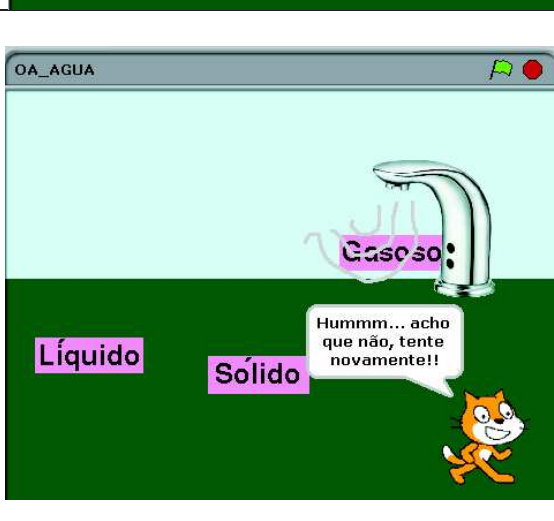 OA_AGUA
Gasoso
Hummm... acho
que não, tente
novamente!!
Líquido
Sólido